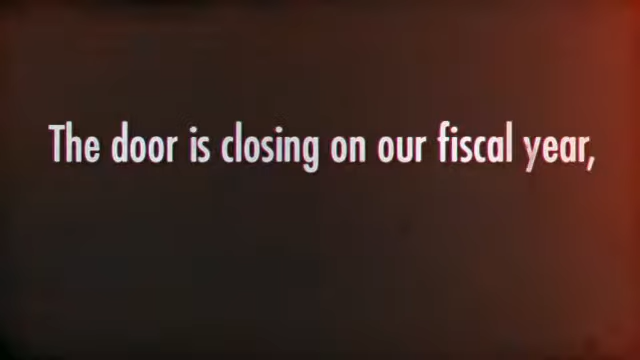 The door is closing on our fiscal year,